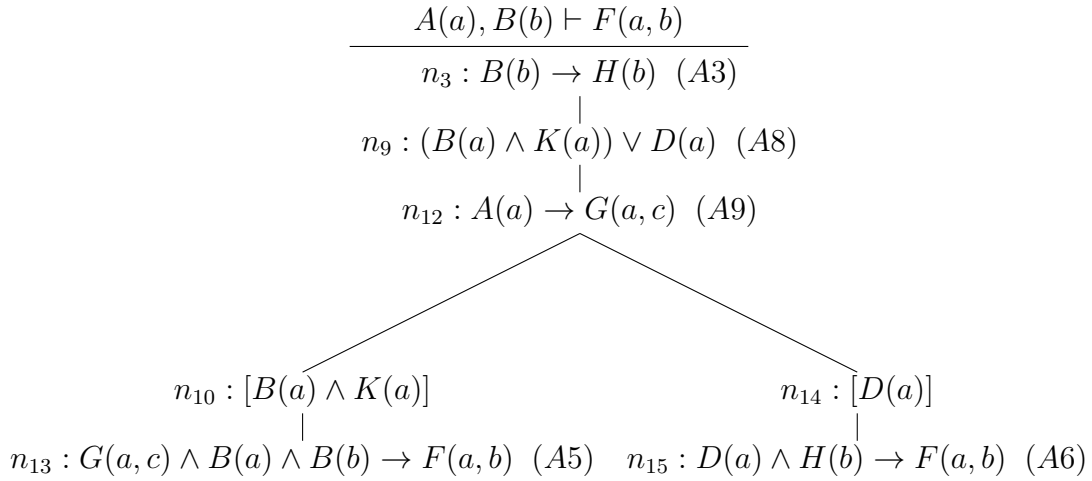 A(a), B(b) ⊢ F(a, b)
n₃ : B(b) → H(b) (A3)
n₉ : (B(a) ∧ K(a)) ∨ D(a) (A8)
n₁₂ : A(a) → G(a, c) (A9)
n₁₀ : [B(a) ∧ K(a)]
n₁₄ : [D(a)]
n₁₃ : G(a, c) ∧ B(a) ∧ B(b) → F(a, b) (A5)
n₁₅ : D(a) ∧ H(b) → F(a, b) (A6)